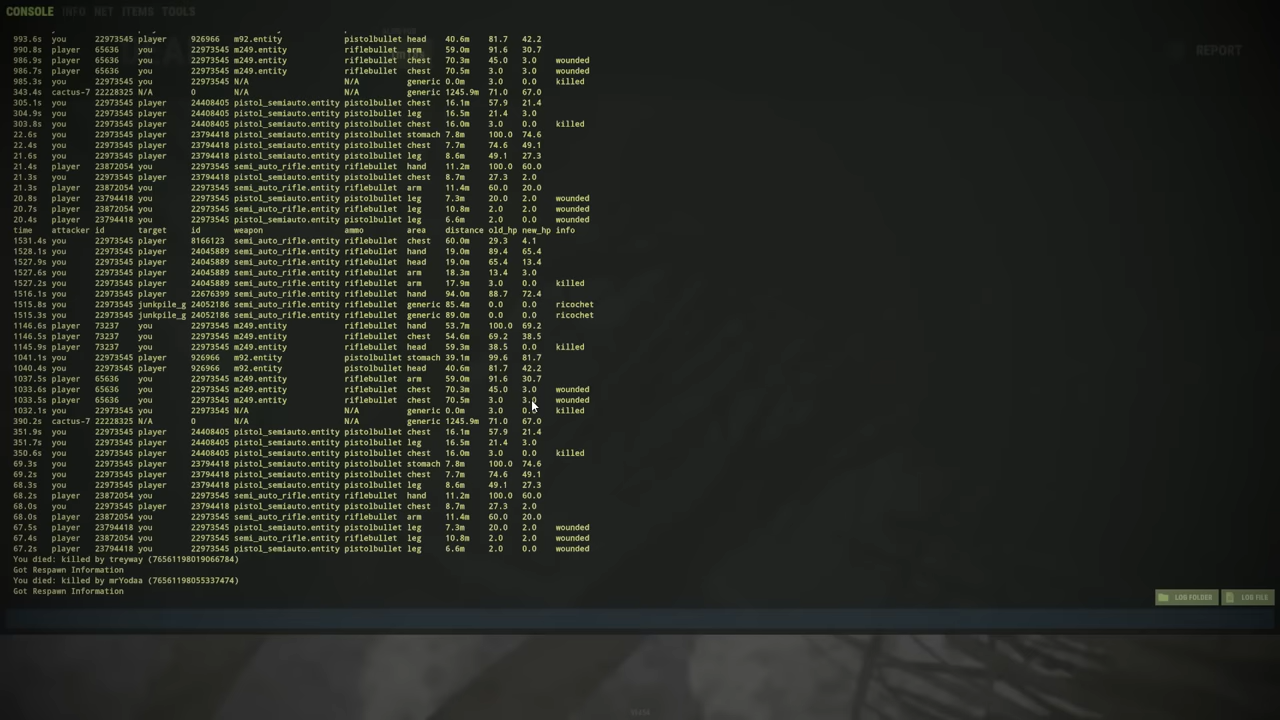 CONSOLE INFO NET ITEMS TOOLS
REPORT
993.6s you 22973545 player 926966 m92.entity pistolbullet head 40.6m 81.7 42.2
990.8s player 65636 you 22973545 m249.entity riflebullet arm 59.0m 91.6 30.7
986.9s player 65636 you 22973545 m249.entity riflebullet chest 70.3m 45.0 3.0 wounded
986.7s player 65636 you 22973545 m249.entity riflebullet chest 70.5m 3.0 3.0 wounded
985.3s you 22973545 you 22973545 N/A N/A generic 0.0m 3.0 0.0 killed
343.4s cactus-7 22228325 N/A 0 N/A generic 1245.9m 71.0 67.0
305.1s you 22973545 player 24408405 pistol_semiauto.entity pistolbullet chest 16.1m 57.9 21.4
304.9s you 22973545 player 24408405 pistol_semiauto.entity pistolbullet leg 16.5m 21.4 3.0
303.8s you 22973545 player 24408405 pistol_semiauto.entity pistolbullet chest 16.0m 3.0 0.0 killed
22.6s you 22973545 player 23794418 pistol_semiauto.entity pistolbullet stomach 7.8m 100.0 74.6
22.4s you 22973545 player 23794418 pistol_semiauto.entity pistolbullet chest 7.7m 74.6 49.1
21.6s you 22973545 player 23794418 pistol_semiauto.entity pistolbullet leg 8.6m 49.1 27.3
21.4s player 23872054 you 22973545 semi_auto_rifle.entity riflebullet hand 11.2m 100.0 60.0
21.3s you 22973545 player 23794418 pistol_semiauto.entity pistolbullet chest 8.7m 27.3 2.0
21.3s player 23872054 you 22973545 semi_auto_rifle.entity riflebullet arm 11.4m 60.0 20.0
20.8s player 23794418 you 22973545 pistol_semiauto.entity pistolbullet leg 7.3m 20.0 2.0 wounded
20.7s player 23872054 you 22973545 semi_auto_rifle.entity riflebullet leg 10.8m 2.0 2.0 wounded
20.4s player 23794418 you 22973545 pistol_semiauto.entity pistolbullet leg 6.6m 2.0 0.0 wounded
time attacker id target id weapon ammo area distance old_hp new_hp info
1531.4s you 22973545 player 8166123 semi_auto_rifle.entity riflebullet chest 60.0m 29.3 4.1
1528.1s you 22973545 player 24045889 semi_auto_rifle.entity riflebullet hand 19.0m 89.4 65.4
1527.9s you 22973545 player 24045889 semi_auto_rifle.entity riflebullet head 19.0m 65.4 13.4
1527.6s you 22973545 player 24045889 semi_auto_rifle.entity riflebullet arm 18.3m 13.4 3.0
1527.2s you 22973545 player 24045889 semi_auto_rifle.entity riflebullet arm 17.9m 3.0 0.0 killed
1516.1s you 22973545 player 22676399 semi_auto_rifle.entity riflebullet hand 94.0m 88.7 72.4
1515.8s you 22973545 junkpile_g 24052186 semi_auto_rifle.entity riflebullet generic 85.4m 0.0 0.0 ricochet
1515.3s you 22973545 junkpile_g 24052186 semi_auto_rifle.entity riflebullet generic 89.0m 0.0 0.0 ricochet
1146.6s player 73237 you 22973545 m249.entity riflebullet hand 53.7m 100.0 69.2
1146.5s player 73237 you 22973545 m249.entity riflebullet chest 54.6m 69.2 38.5
1145.9s player 73237 you 22973545 m249.entity riflebullet head 59.3m 38.5 0.0 killed
1041.1s you 22973545 player 926966 m92.entity pistolbullet stomach 39.1m 99.6 81.7
1040.4s you 22973545 player 926966 m92.entity pistolbullet head 40.6m 81.7 42.2
1037.5s player 65636 you 22973545 m249.entity riflebullet arm 59.0m 91.6 30.7
1033.6s player 65636 you 22973545 m249.entity riflebullet chest 70.3m 45.0 3.0 wounded
1033.5s player 65636 you 22973545 m249.entity riflebullet chest 70.5m 3.0 3.0 wounded
1032.1s you 22973545 you 22973545 N/A N/A generic 0.0m 3.0 0.0 killed
390.2s cactus-7 22228325 N/A 0 N/A generic 1245.9m 71.0 67.0
351.9s you 22973545 player 24408405 pistol_semiauto.entity pistolbullet chest 16.1m 57.9 21.4
351.7s you 22973545 player 24408405 pistol_semiauto.entity pistolbullet leg 16.5m 21.4 3.0
350.6s you 22973545 player 24408405 pistol_semiauto.entity pistolbullet chest 16.0m 3.0 0.0 killed
69.3s you 22973545 player 23794418 pistol_semiauto.entity pistolbullet stomach 7.8m 100.0 74.6
69.2s you 22973545 player 23794418 pistol_semiauto.entity pistolbullet chest 7.7m 74.6 49.1
68.3s you 22973545 player 23794418 pistol_semiauto.entity pistolbullet leg 8.6m 49.1 27.3
68.2s player 23872054 you 22973545 semi_auto_rifle.entity riflebullet hand 11.2m 100.0 60.0
68.0s you 22973545 player 23794418 pistol_semiauto.entity pistolbullet chest 8.7m 27.3 2.0
68.0s player 23872054 you 22973545 semi_auto_rifle.entity riflebullet arm 11.4m 60.0 20.0
67.5s player 23794418 you 22973545 pistol_semiauto.entity pistolbullet leg 7.3m 20.0 2.0 wounded
67.4s player 23872054 you 22973545 semi_auto_rifle.entity riflebullet leg 10.8m 2.0 2.0 wounded
67.2s player 23794418 you 22973545 pistol_semiauto.entity pistolbullet leg 6.6m 2.0 0.0 wounded
You died: killed by treyway (76561198019066784)
Got Respawn Information
You died: killed by mrYodaa (76561198055337474)
Got Respawn Information
LOG FOLDER LOG FILE